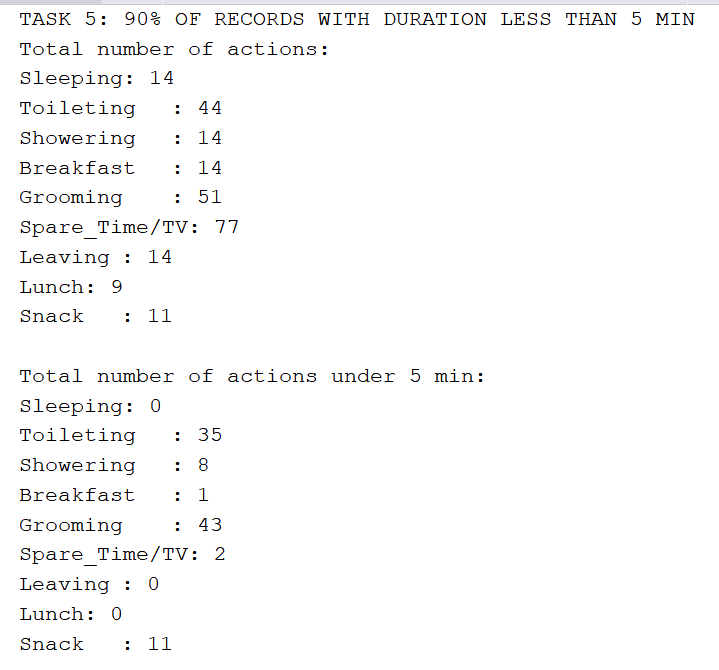 TASK 5: 90% OF RECORDS WITH DURATION LESS THAN 5 MIN
Total number of actions:
Sleeping: 14
Toileting   : 44
Showering   : 14
Breakfast   : 14
Grooming    : 51
Spare_Time/TV: 77
Leaving : 14
Lunch: 9
Snack   : 11

Total number of actions under 5 min:
Sleeping: 0
Toileting   : 35
Showering   : 8
Breakfast   : 1
Grooming    : 43
Spare_Time/TV: 2
Leaving : 0
Lunch: 0
Snack   : 11